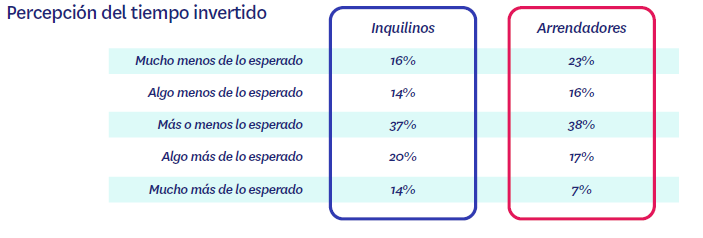 Percepción del tiempo invertido
Inquilinos Arrendadores
Mucho menos de lo esperado 16% 23%
Algo menos de lo esperado 14% 16%
Más o menos lo esperado 37% 38%
Algo más de lo esperado 20% 17%
Mucho más de lo esperado 14% 7%